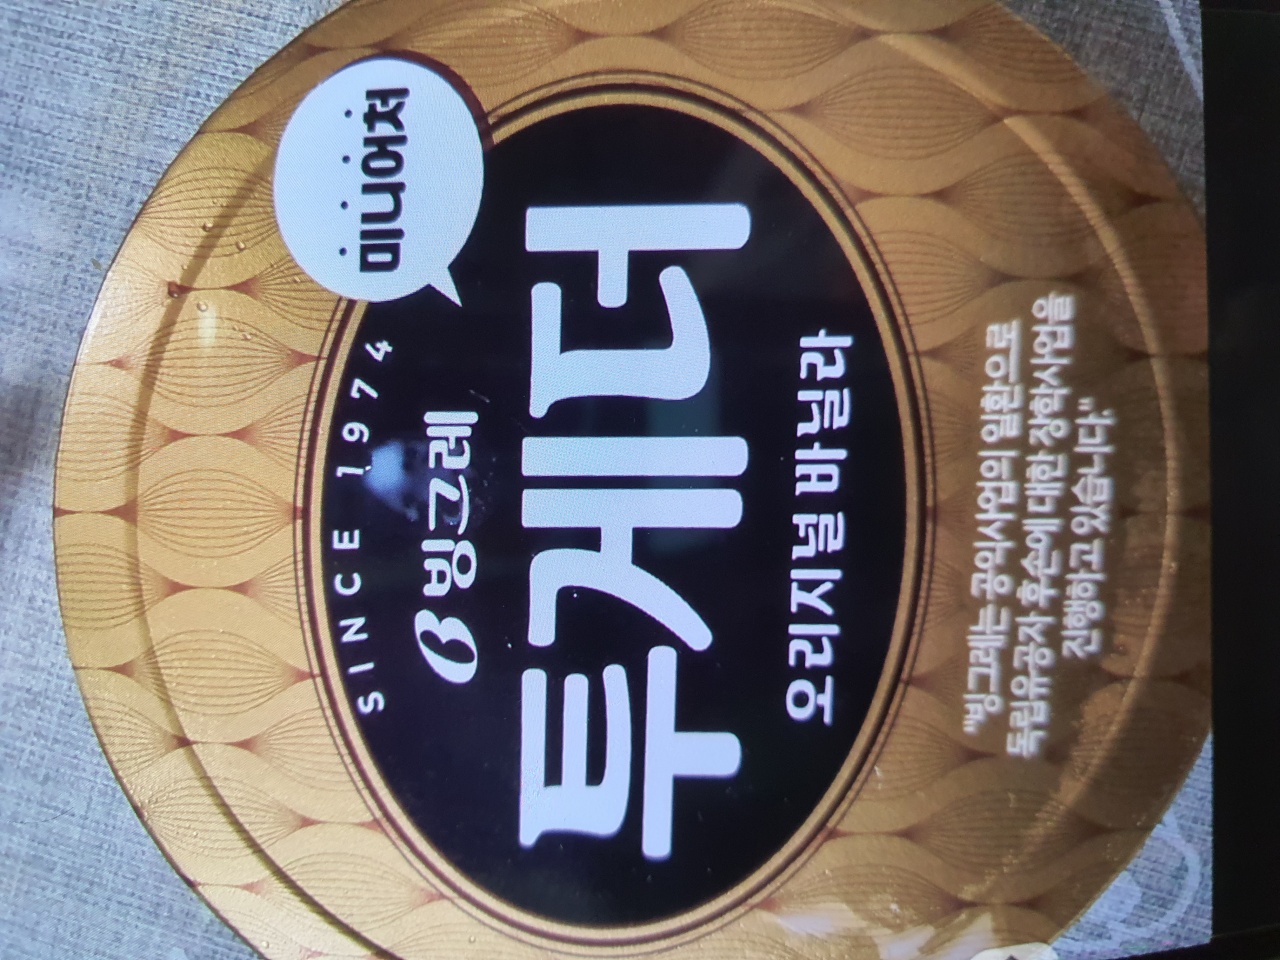 미니어쳐
SINCE 1974
B 빙그레
투게더
오리지널 바닐라
"빙그레는 공익사업의 일환으로
독립유공자 후손에 대한 장학사업을
진행하고 있습니다."